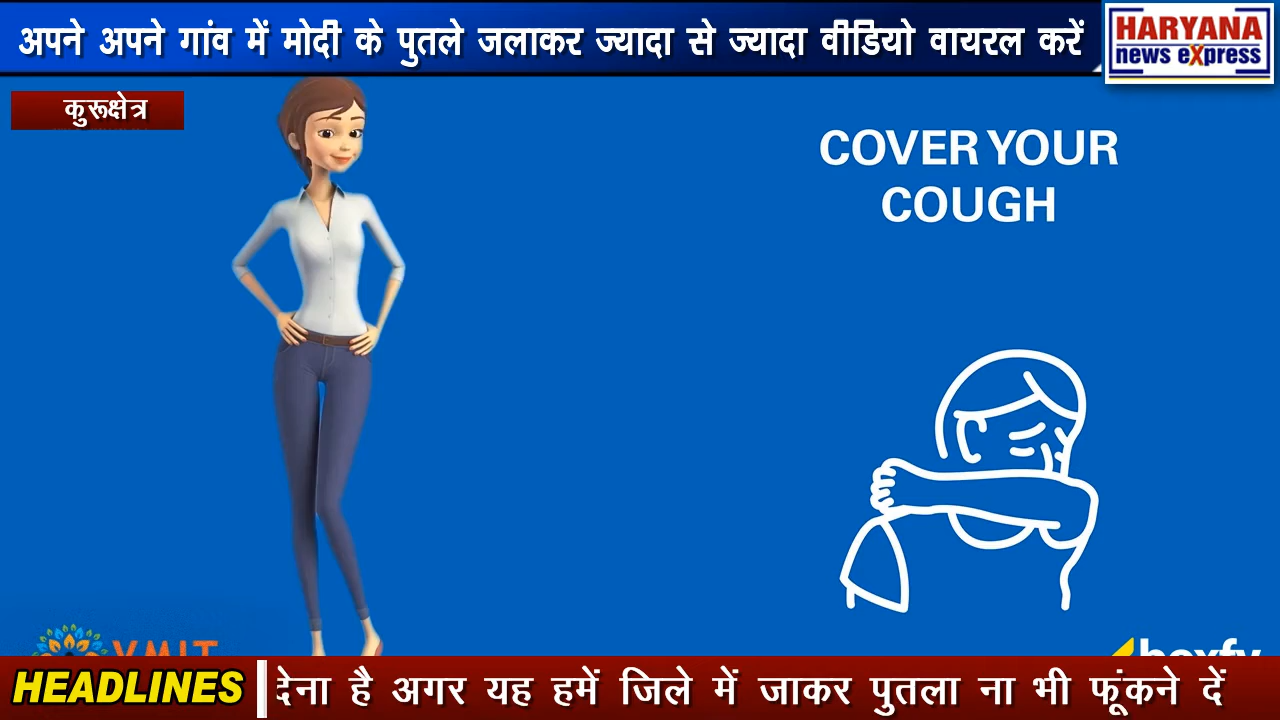 अपने अपने गांव में मोदी के पुतले जलाकर ज्यादा से ज्यादा वीडियो वायरल करें
HARYANA
news eXpress
कुरूक्षेत्र
COVER YOUR
COUGH
HEADLINES
देना है अगर यह हमें जिले में जाकर पुतला ना भी फूंकने दें